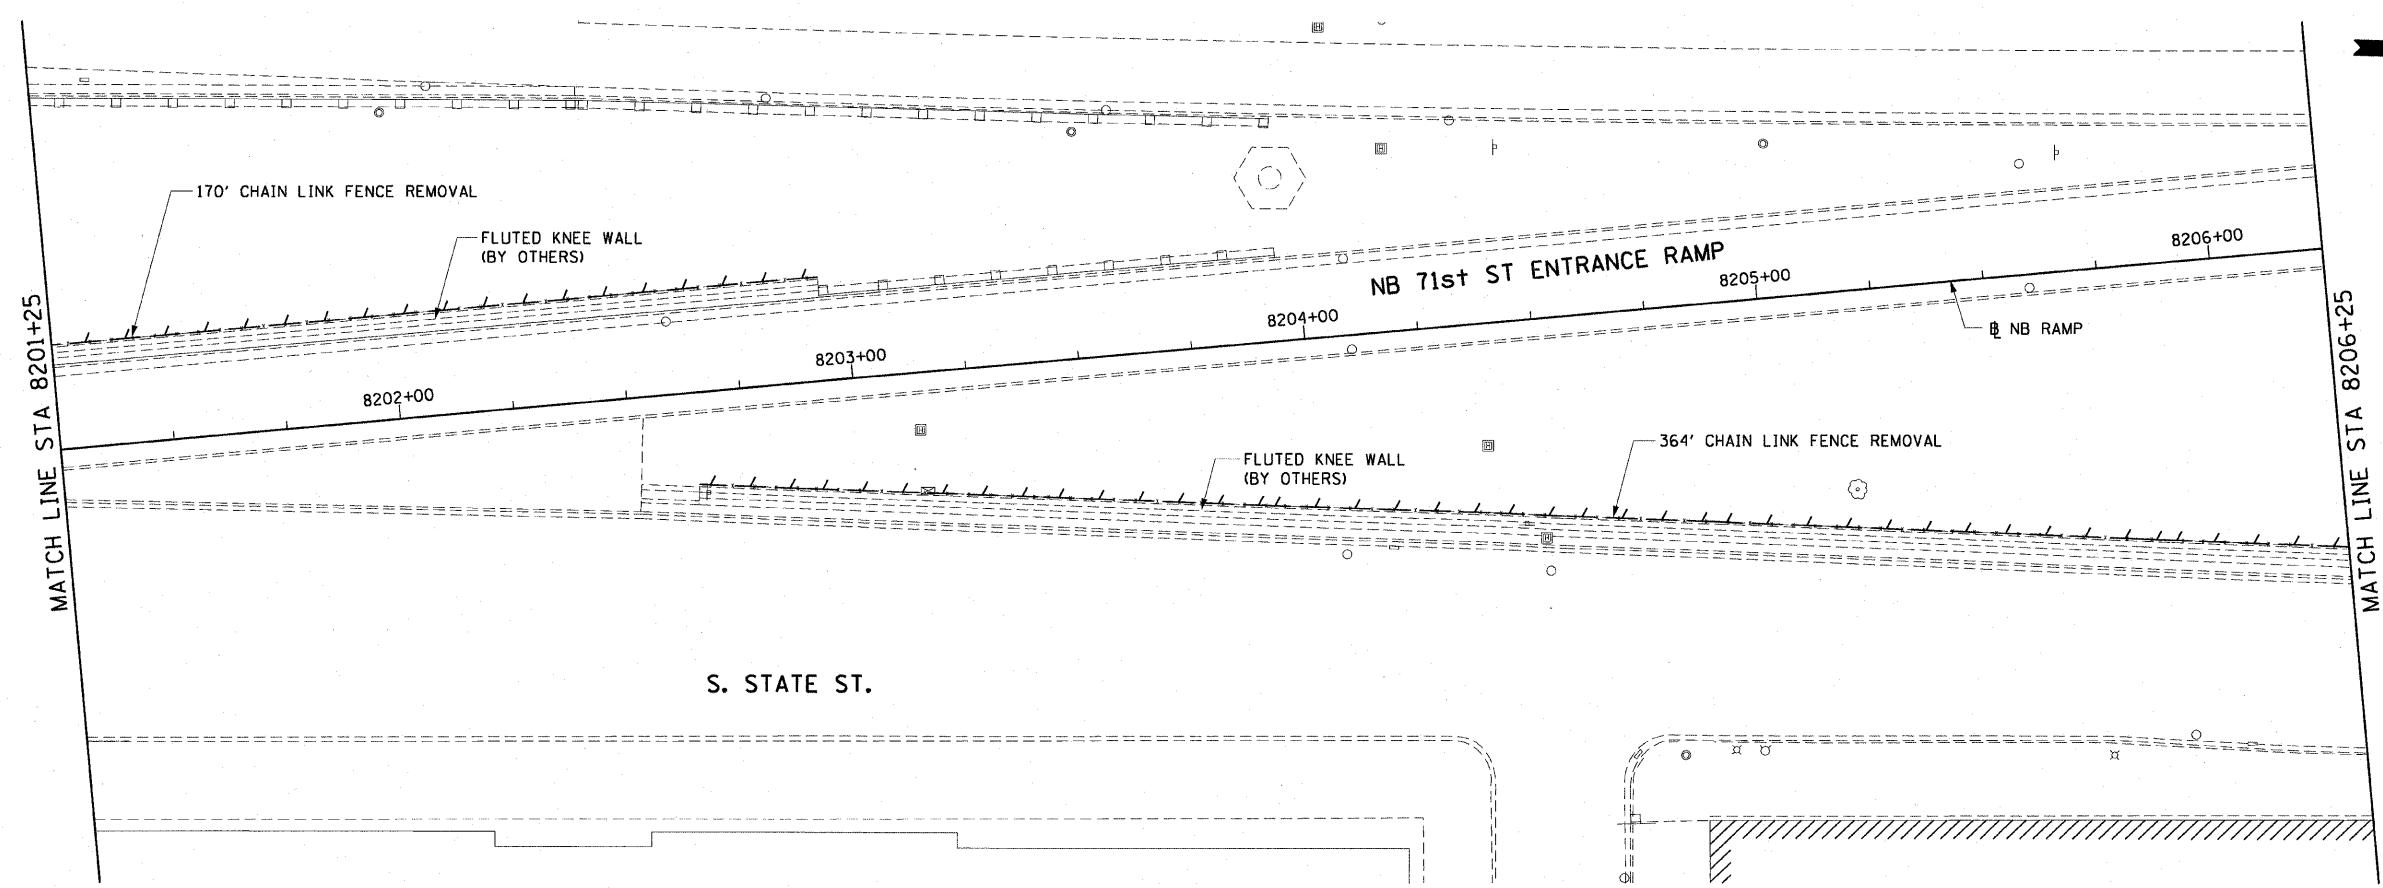 170' CHAIN LINK FENCE REMOVAL
FLUTED KNEE WALL
(BY OTHERS)
NB 71st ST ENTRANCE RAMP
8206+00
8205+00
8204+00
8203+00
8202+00
MATCH LINE STA 8201+25
MATCH LINE STA 8206+25
NB RAMP
364' CHAIN LINK FENCE REMOVAL
FLUTED KNEE WALL
(BY OTHERS)
S. STATE ST.